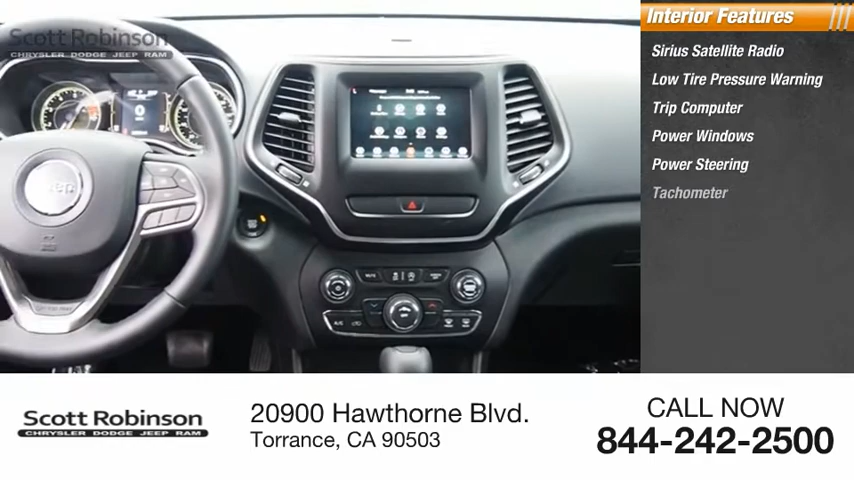 Scott Robinson
CHRYSLER DODGE JEEP RAM
Interior Features
Sirius Satellite Radio
Low Tire Pressure Warning
Trip Computer
Power Windows
Power Steering
Tachometer
Jeep
Scott Robinson
CHRYSLER DODGE JEEP RAM
20900 Hawthorne Blvd.
Torrance, CA 90503
CALL NOW
844-242-2500